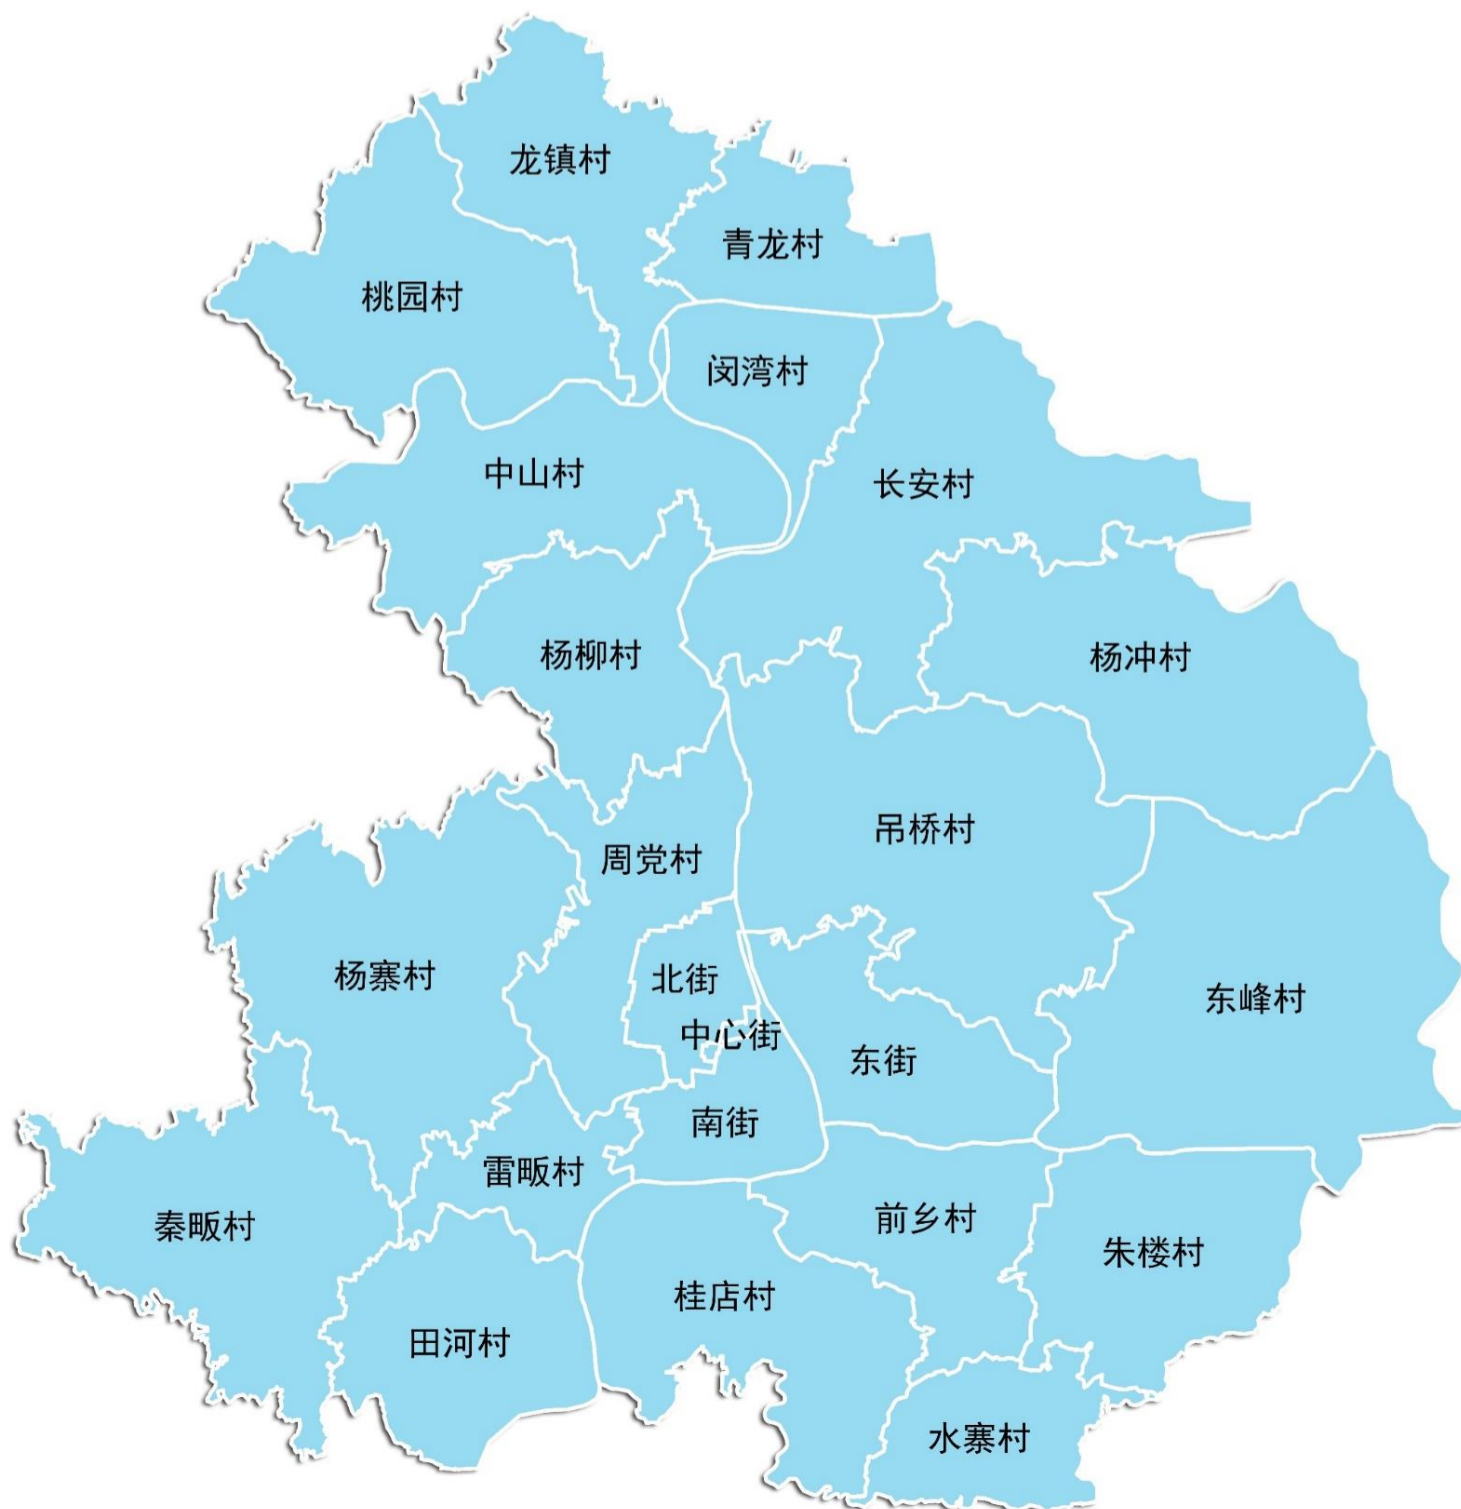 龙镇村
青龙村
桃园村
闵湾村
中山村
长安村
杨柳村
杨冲村
吊桥村
周党村
杨寨村
北街
东峰村
中心街
东街
南街
雷畈村
前乡村
秦畈村
朱楼村
桂店村
田河村
水寨村